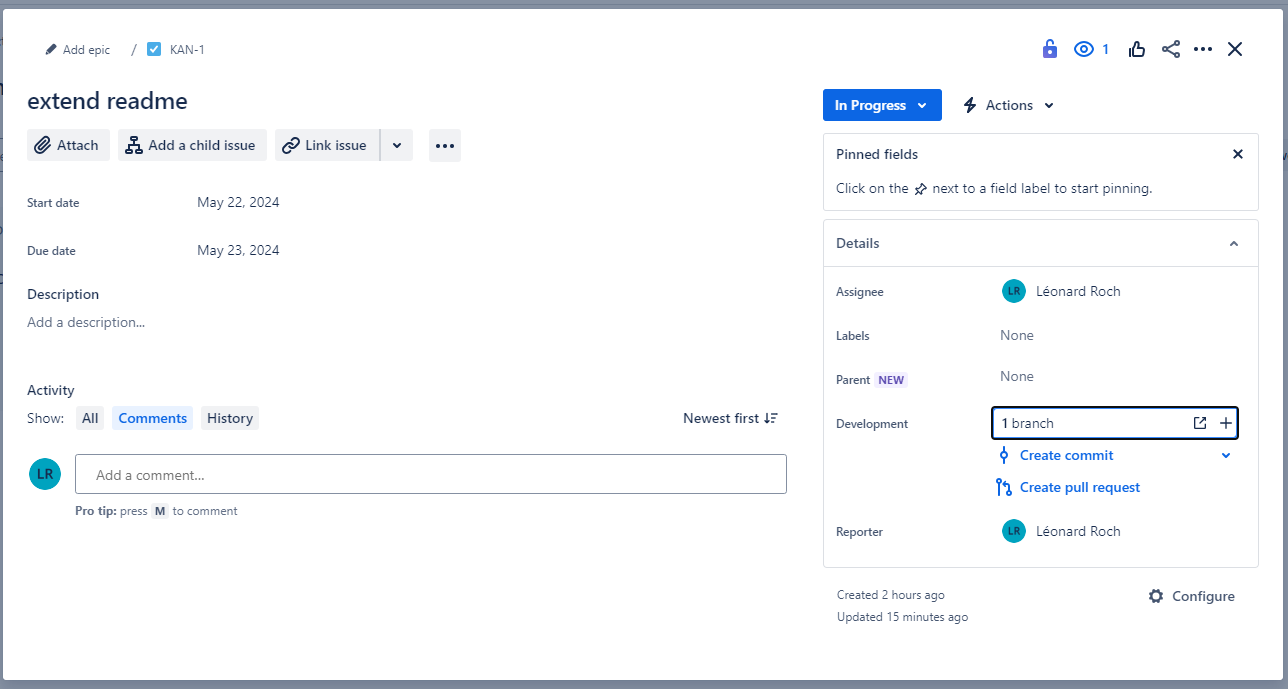 Add epic / KAN-1
1
extend readme
Attach
Add a child issue
Link issue
Start date May 22, 2024
Due date May 23, 2024
Description
Add a description...
Activity
Show: All Comments History
Newest first
LR
Add a comment...
Pro tip: press M to comment
In Progress
Actions
Pinned fields
Click on the next to a field label to start pinning.
Details
Assignee LR Léonard Roch
Labels None
Parent NEW None
Development 1 branch
Create commit
Create pull request
Reporter LR Léonard Roch
Created 2 hours ago
Updated 15 minutes ago
Configure